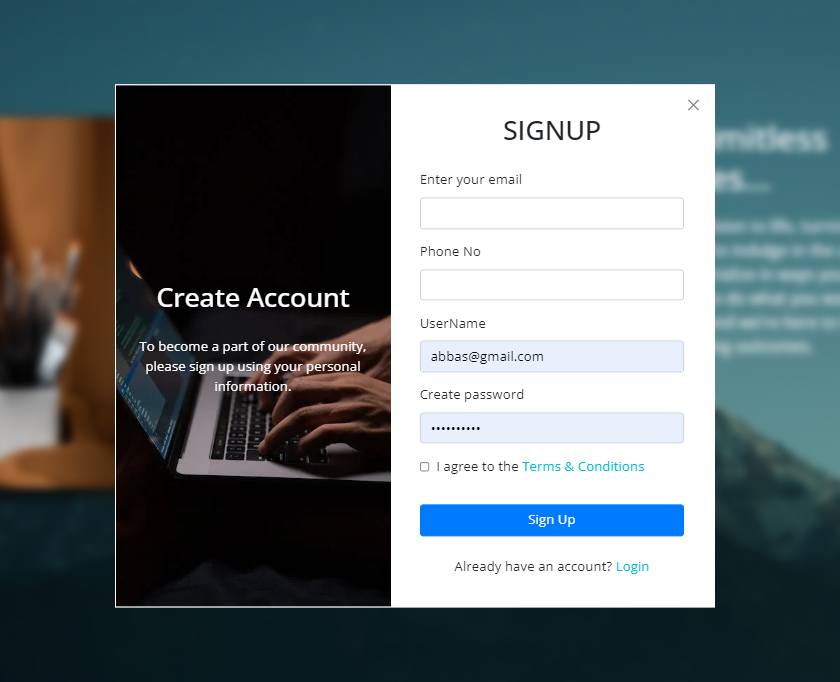 SIGNUP
Enter your email
Phone No
UserName
abbas@gmail.com
Create password
••••••••••
I agree to the Terms & Conditions
Sign Up
Already have an account? Login
Create Account
To become a part of our community,
please sign up using your personal
information.